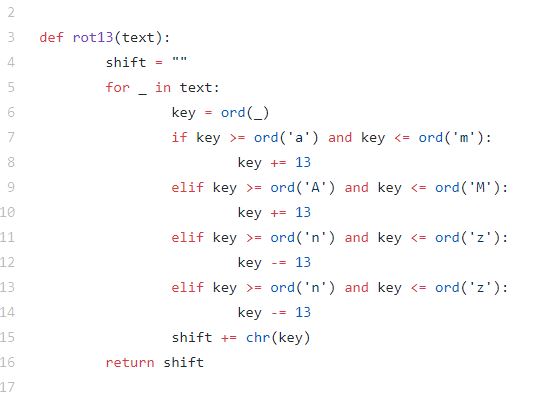 2
3 def rot13(text):
4 shift = ""
5 for _ in text:
6 key = ord(_)
7 if key >= ord('a') and key <= ord('m'):
8 key += 13
9 elif key >= ord('A') and key <= ord('M'):
10 key += 13
11 elif key >= ord('n') and key <= ord('z'):
12 key -= 13
13 elif key >= ord('n') and key <= ord('z'):
14 key -= 13
15 shift += chr(key)
16 return shift
17